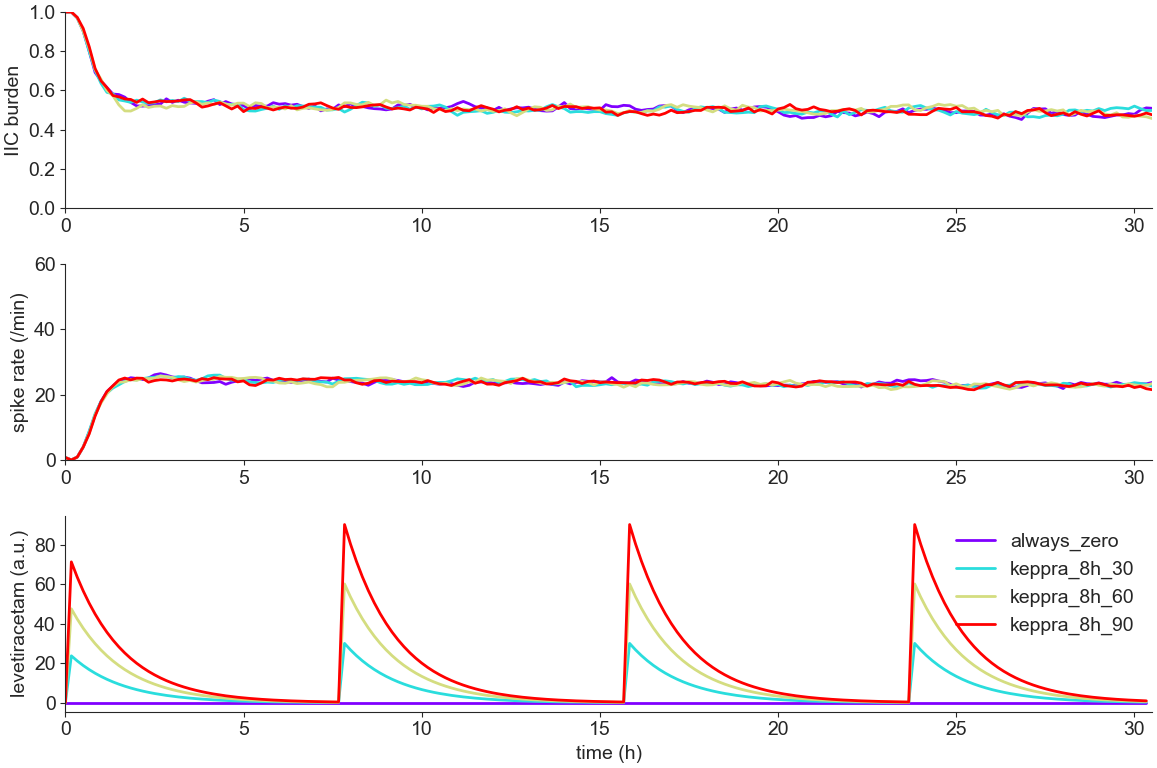 1.0
0.8
0.6
0.4
0.2
0.0
IIC burden
0 5 10 15 20 25 30
60
40
20
0
spike rate (/min)
0 5 10 15 20 25 30
80
60
40
20
0
levetiracetam (a.u.)
always_zero
keppra_8h_30
keppra_8h_60
keppra_8h_90
0 5 10 15 20 25 30
time (h)